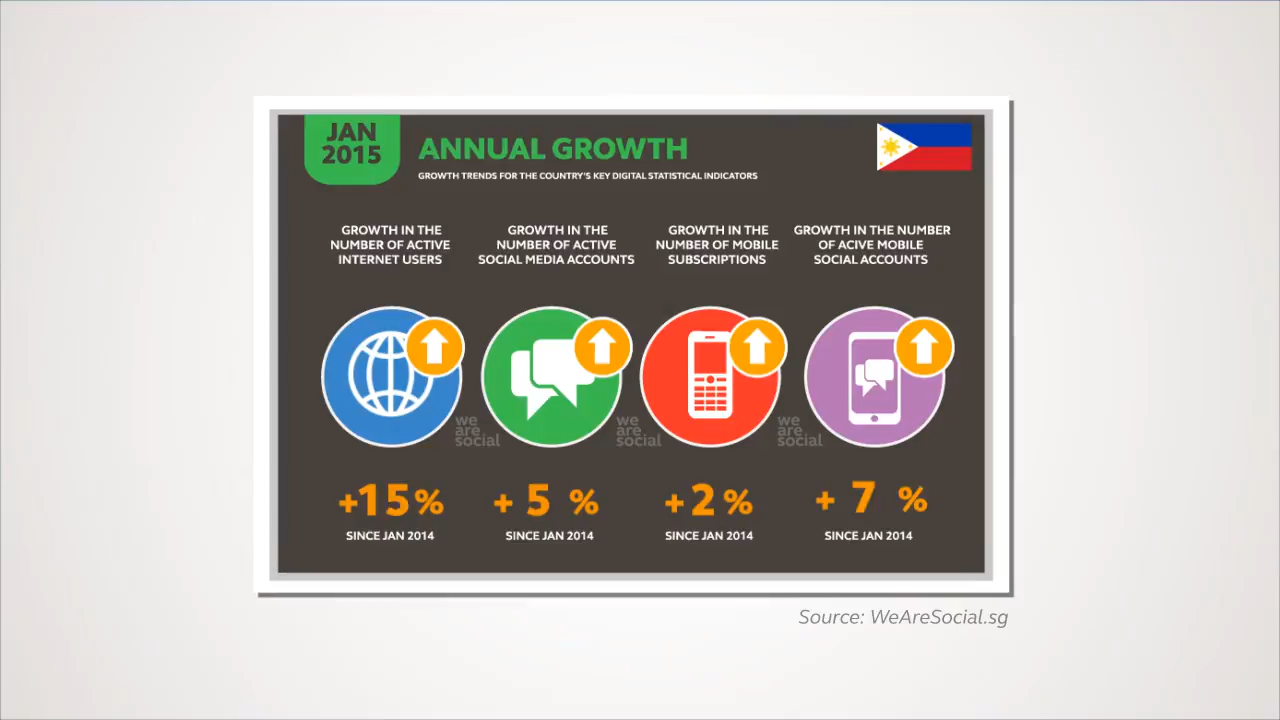 JAN
2015
ANNUAL GROWTH
GROWTH TRENDS FOR THE COUNTRY'S KEY DIGITAL STATISTICAL INDICATORS
GROWTH IN THE
NUMBER OF ACTIVE
INTERNET USERS
GROWTH IN THE
NUMBER OF ACTIVE
SOCIAL MEDIA ACCOUNTS
GROWTH IN THE
NUMBER OF MOBILE
SUBSCRIPTIONS
GROWTH IN THE NUMBER
OF ACIVE MOBILE
SOCIAL ACCOUNTS
we
are
social
we
are
social
we
are
social
+15%
SINCE JAN 2014
+ 5 %
SINCE JAN 2014
+2%
SINCE JAN 2014
+ 7 %
SINCE JAN 2014
Source: WeAreSocial.sg